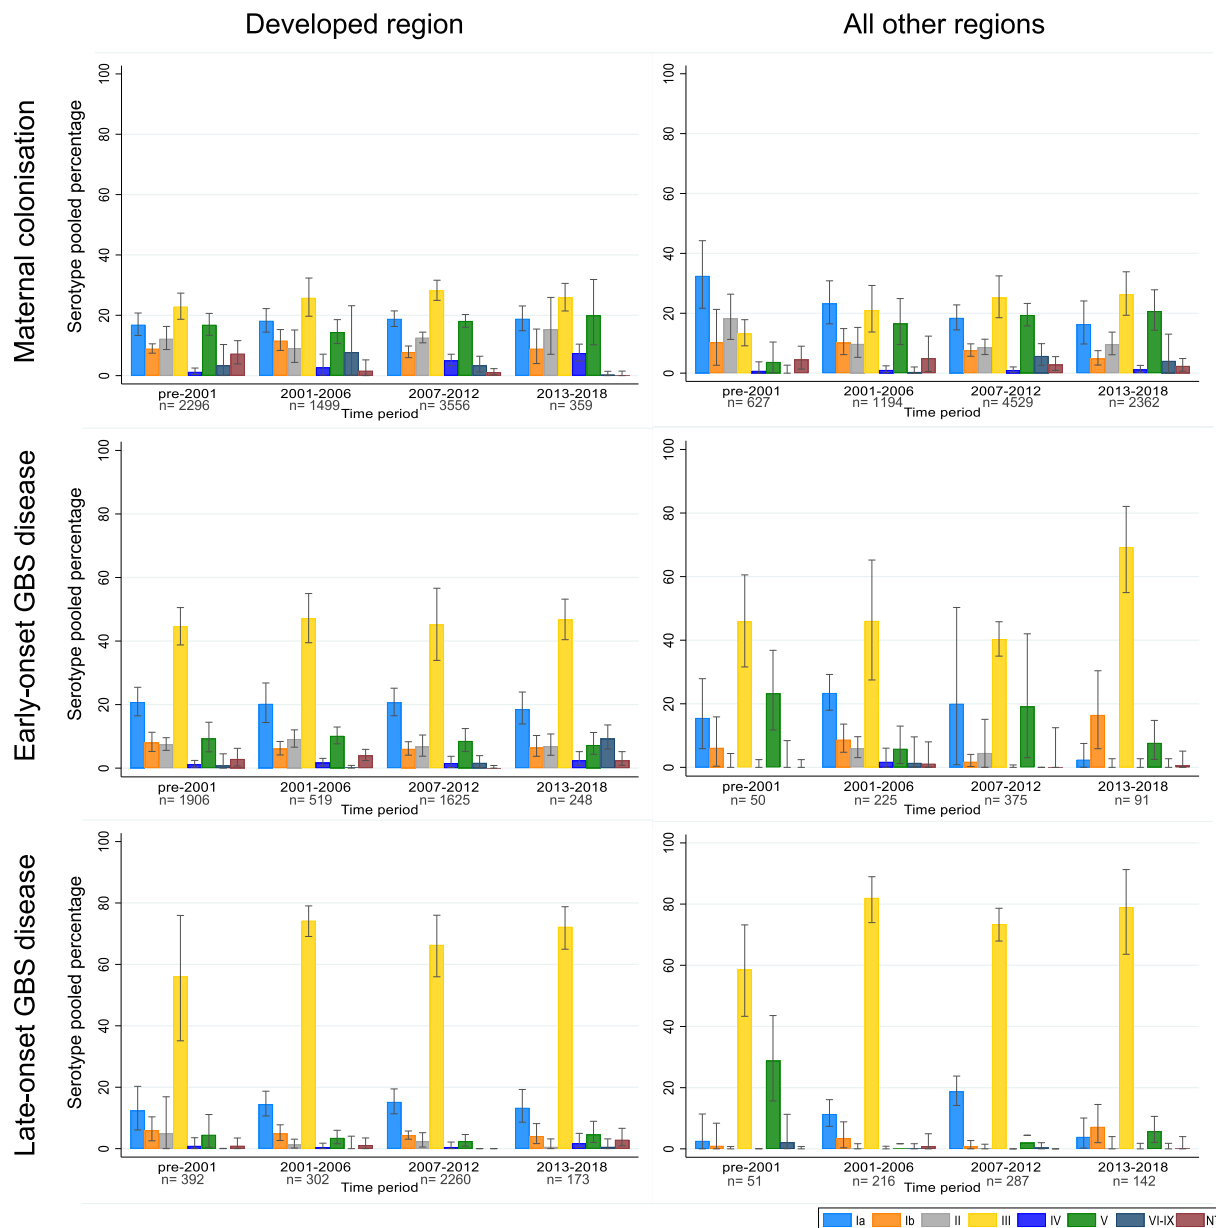 Developed region
All other regions
Maternal colonisation
Serotype pooled percentage
100
80
60
40
20
0
pre-2001 2001-2006 2007-2012 2013-2018
n= 2296 n= 1499 n= 3556 n= 359
Time period
100
80
60
40
20
0
pre-2001 2001-2006 2007-2012 2013-2018
n= 627 n= 1194 n= 4529 n= 2362
Time period
Early-onset GBS disease
Serotype pooled percentage
100
80
60
40
20
0
pre-2001 2001-2006 2007-2012 2013-2018
n= 1906 n= 519 n= 1625 n= 248
Time period
100
80
60
40
20
0
pre-2001 2001-2006 2007-2012 2013-2018
n= 50 n= 225 n= 375 n= 91
Time period
Late-onset GBS disease
Serotype pooled percentage
100
80
60
40
20
0
pre-2001 2001-2006 2007-2012 2013-2018
n= 392 n= 302 n= 2260 n= 173
Time period
100
80
60
40
20
0
pre-2001 2001-2006 2007-2012 2013-2018
n= 51 n= 216 n= 287 n= 142
Time period
Ia Ib II III IV V VI-IX